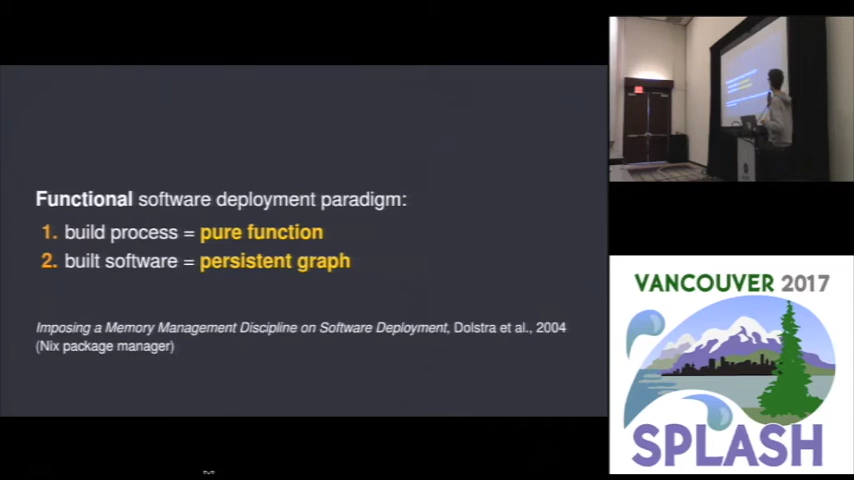 Functional software deployment paradigm:
1. build process = pure function
2. built software = persistent graph
Imposing a Memory Management Discipline on Software Deployment, Dolstra et al., 2004
(Nix package manager)
VANCOUVER 2017
SPLASH